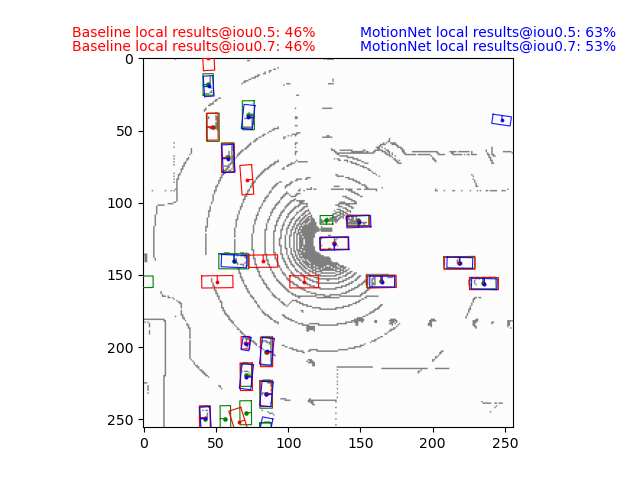 Baseline local results@iou0.5: 46%
Baseline local results@iou0.7: 46%
MotionNet local results@iou0.5: 63%
MotionNet local results@iou0.7: 53%
0
50
100
150
200
250
0 50 100 150 200 250